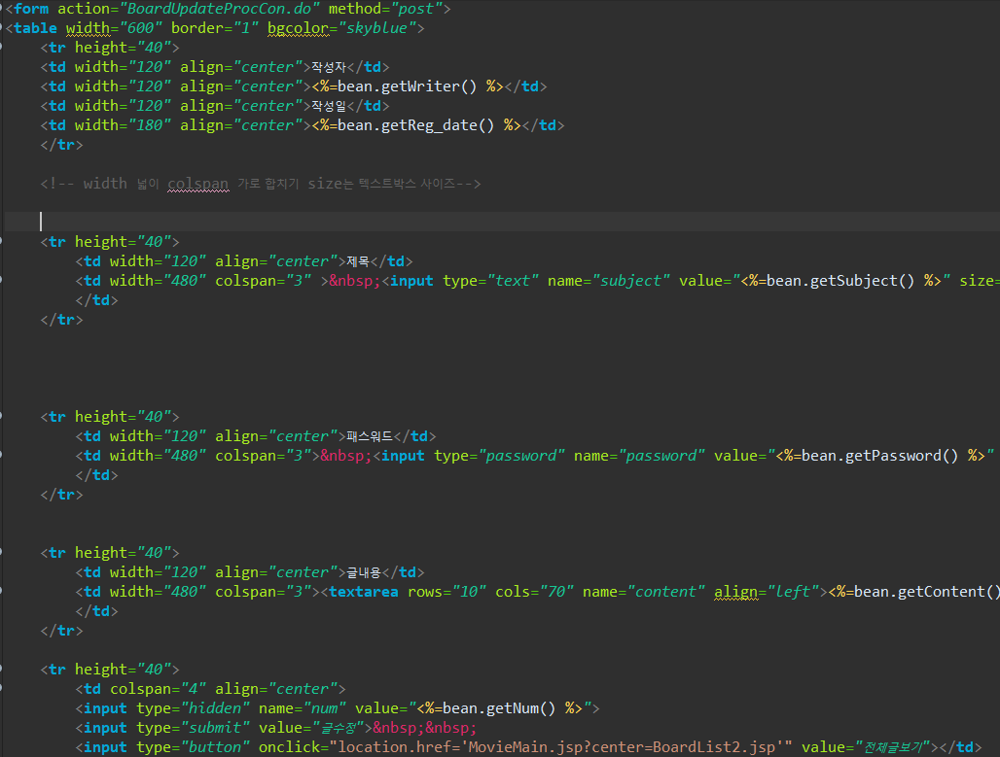 <form action="BoardUpdateProcCon.do" method="post">
<table width="600" border="1" bgcolor="skyblue">
<tr height="40">
<td width="120" align="center">작성자</td>
<td width="120" align="center"><%=bean.getWriter() %></td>
<td width="120" align="center">작성일</td>
<td width="180" align="center"><%=bean.getReg_date() %></td>
</tr>
<!-- width 넓이 colspan 가로 합치기 size는 텍스트박스 사이즈-->
<tr height="40">
<td width="120" align="center">제목</td>
<td width="480" colspan="3" >&nbsp;<input type="text" name="subject" value="<%=bean.getSubject() %>" size=
</td>
</tr>
<tr height="40">
<td width="120" align="center">패스워드</td>
<td width="480" colspan="3">&nbsp;<input type="password" name="password" value="<%=bean.getPassword() %>"
</td>
</tr>
<tr height="40">
<td width="120" align="center">글내용</td>
<td width="480" colspan="3"><textarea rows="10" cols="70" name="content" align="left"><%=bean.getContent()
</td>
</tr>
<tr height="40">
<td colspan="4" align="center">
<input type="hidden" name="num" value="<%=bean.getNum() %>">
<input type="submit" value="글수정">&nbsp;&nbsp;
<input type="button" onclick="location.href='MovieMain.jsp?center=BoardList2.jsp'" value="전체글보기"></td>